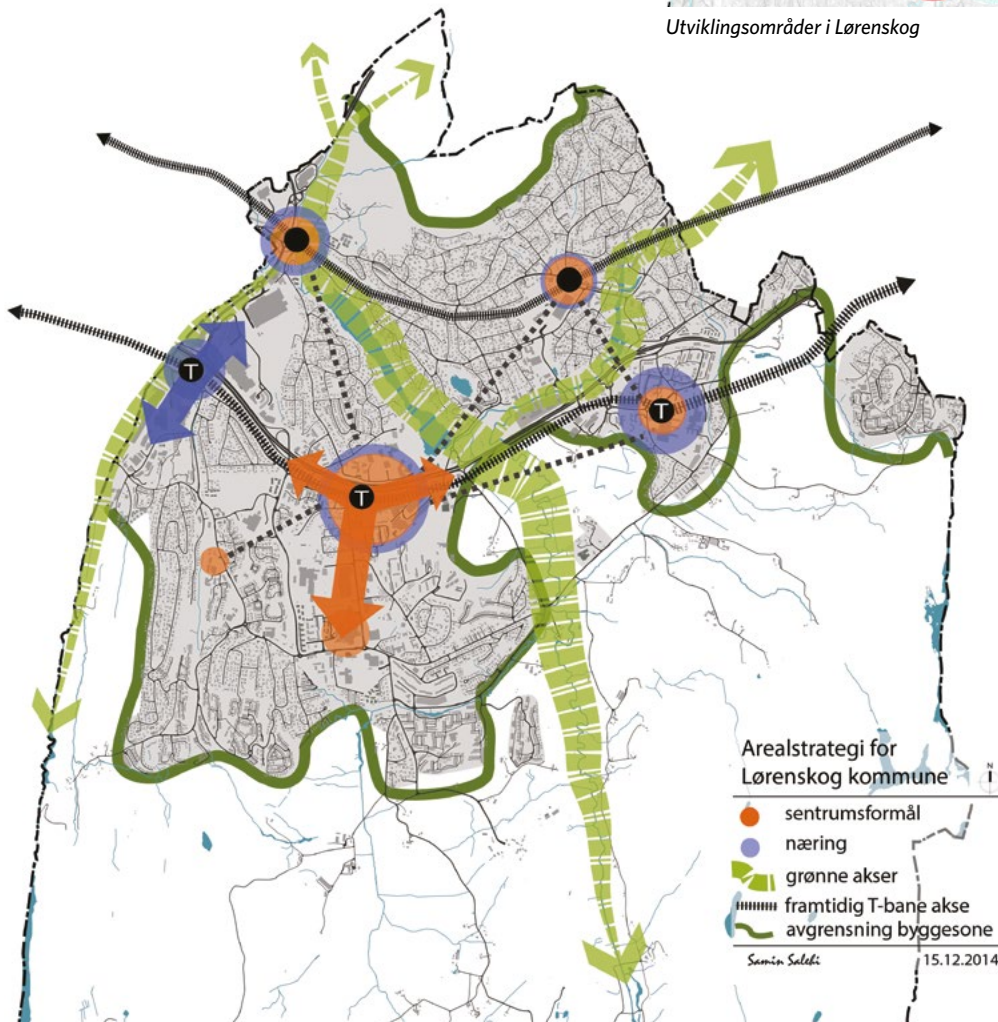 Utviklingsområder i Lørenskog
T
T
T
Arealstrategi for
Lørenskog kommune
N
sentrumsformål
næring
grønne akser
framtidig T-bane akse
avgrensning byggesone
Samin Salehi 15.12.2014